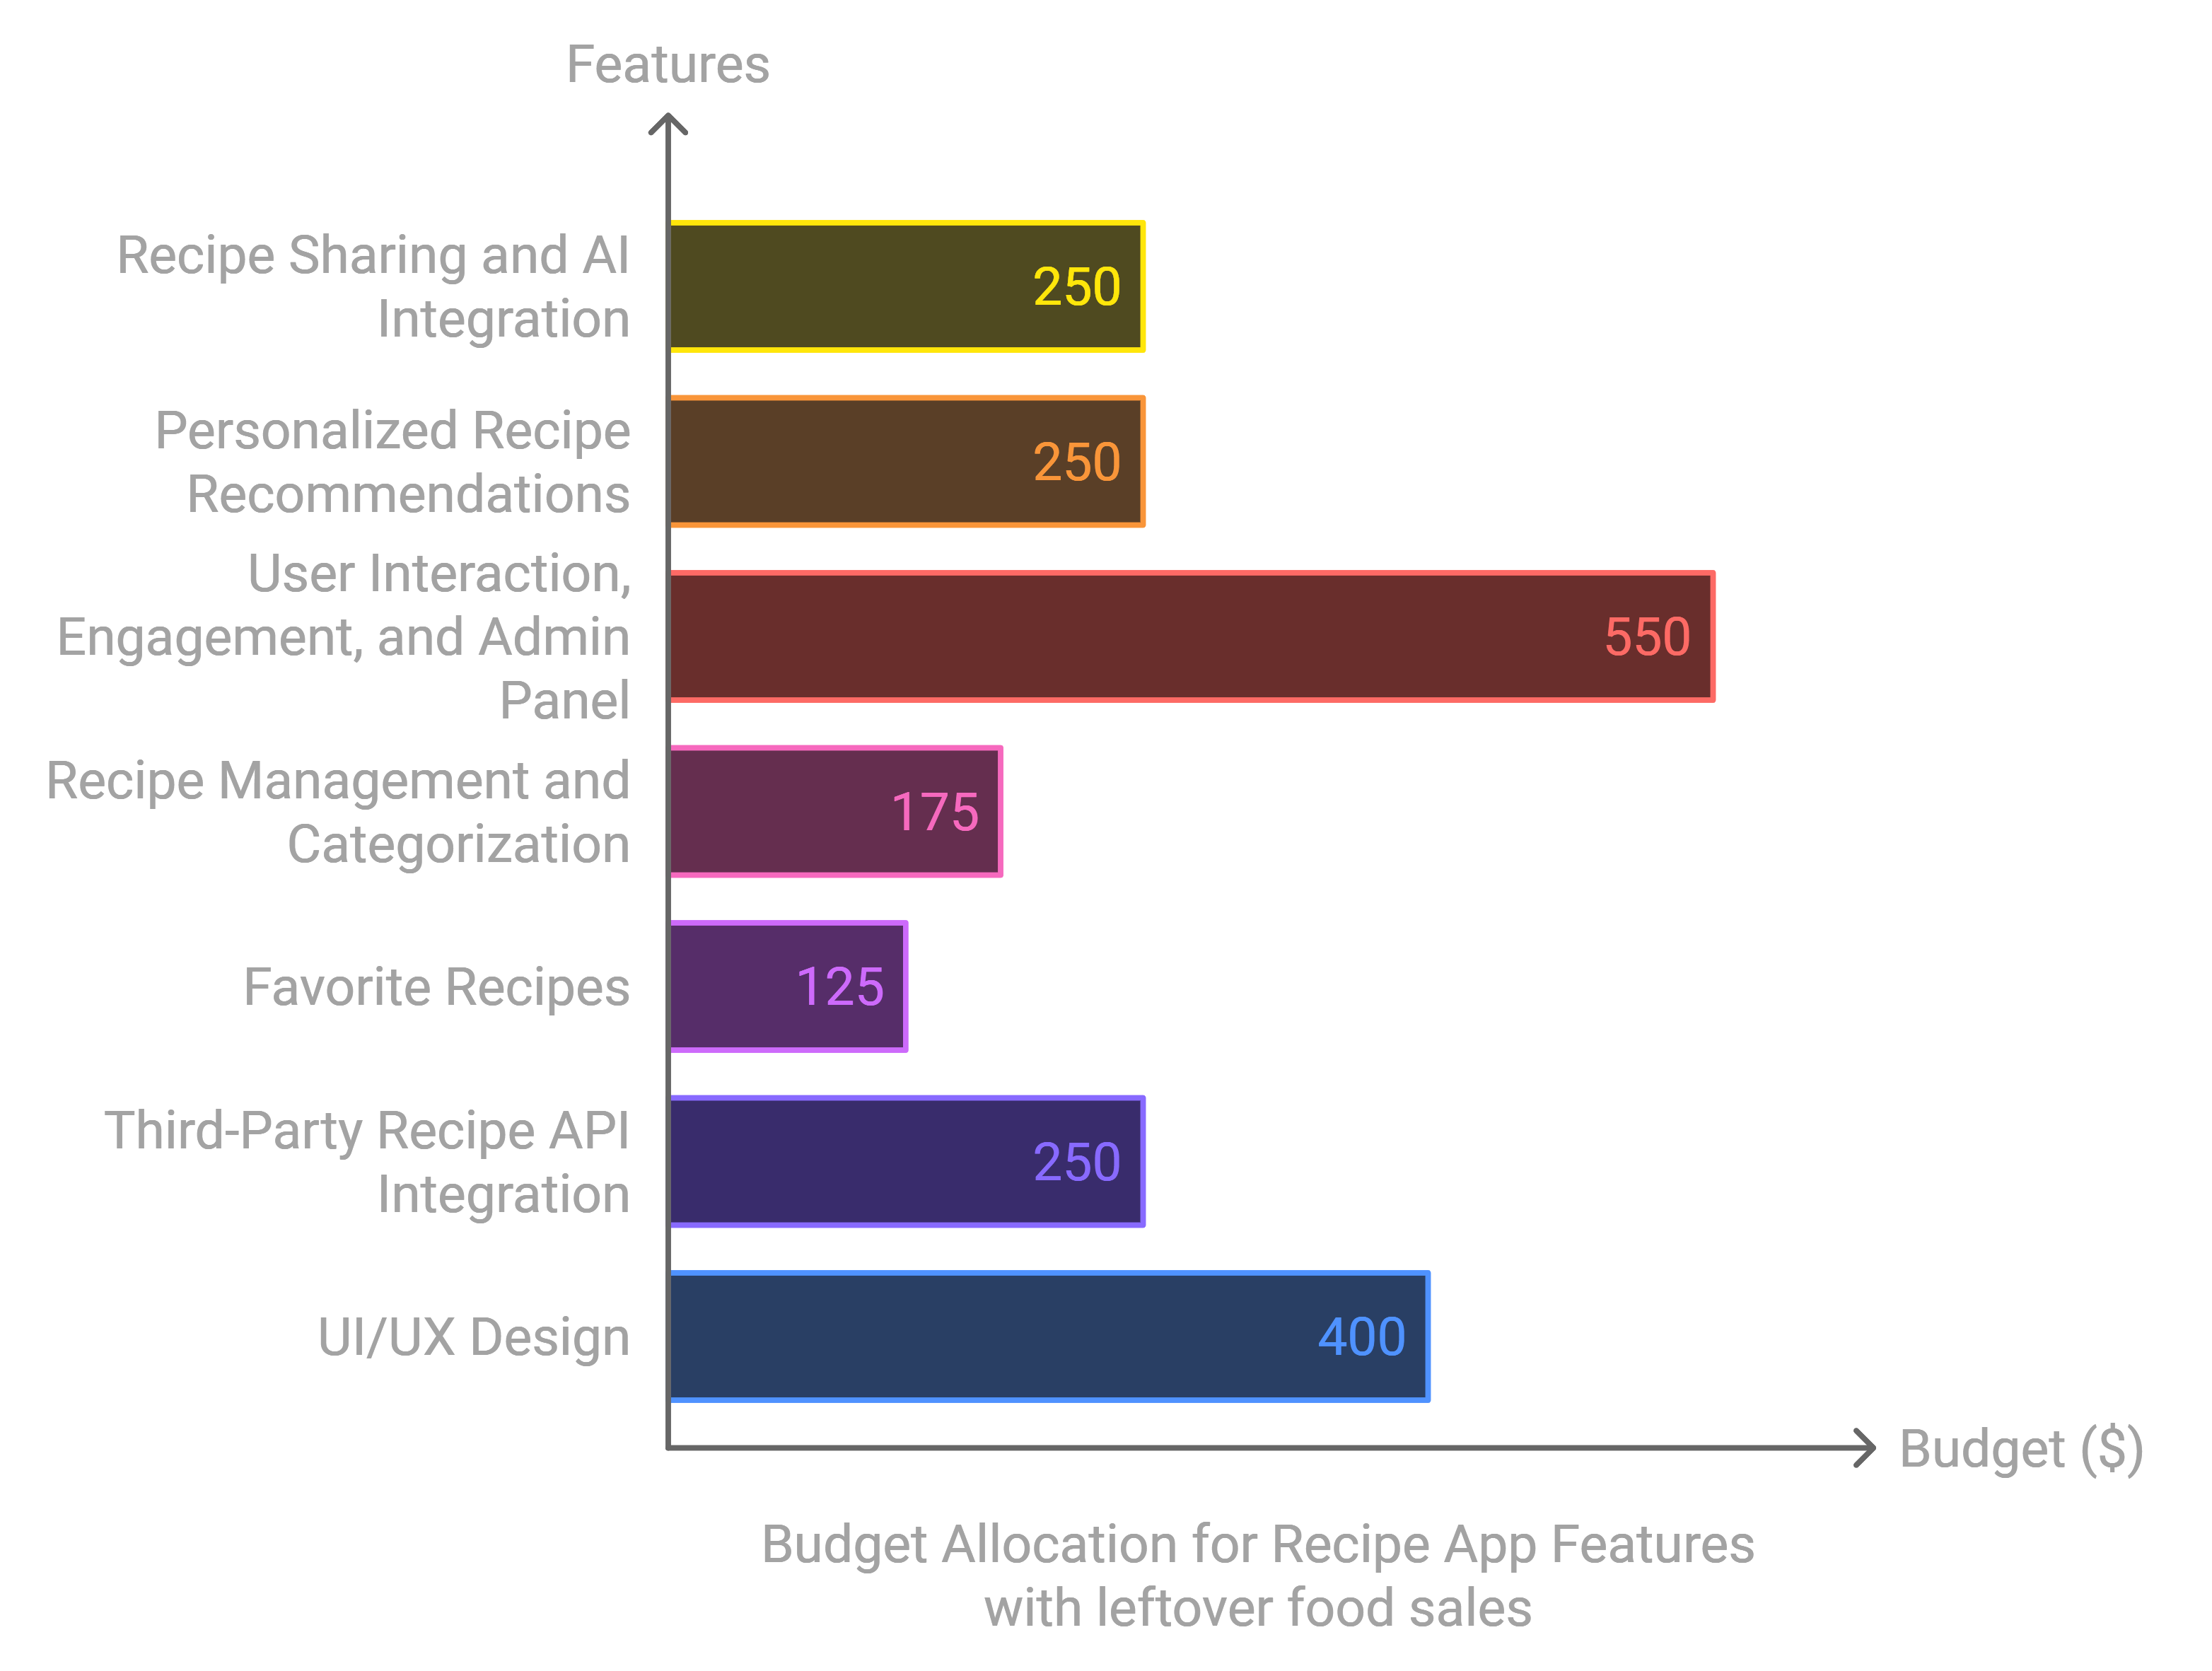 Features
Recipe Sharing and AI
Integration
250
Personalized Recipe
Recommendations
250
User Interaction,
Engagement, and Admin
Panel
550
Recipe Management and
Categorization
175
Favorite Recipes
125
Third-Party Recipe API
Integration
250
UI/UX Design
400
Budget ($)
Budget Allocation for Recipe App Features
with leftover food sales